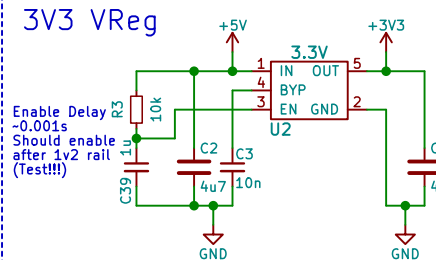 3V3 VReg
+5V
+3V3
3.3V
1 IN OUT 5
4 BYP
3 EN GND 2
U2
Enable Delay
~0.001s
Should enable
after 1v2 rail
(Test!!!)
R3
10k
1u
C39
C2
4u7
C3
10n
C
4
GND
GND